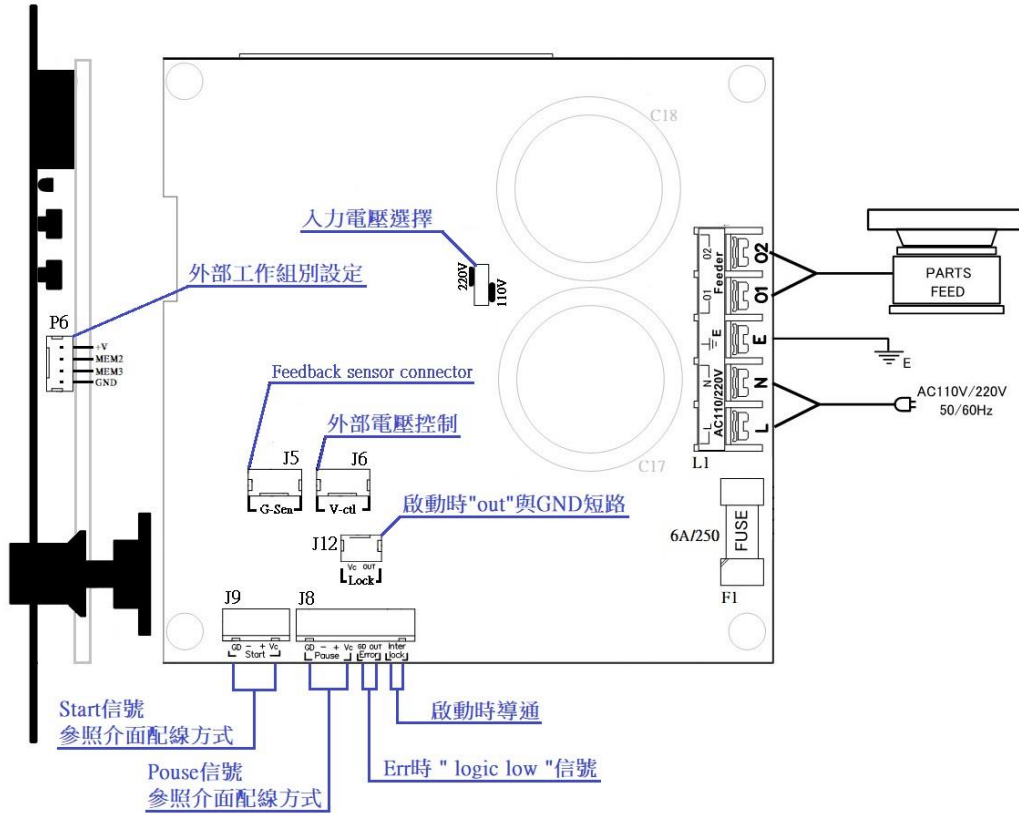 C18
入力電壓選擇
220V
110V
外部工作組別設定
P6
+V
MEM2
MEM3
GND
O2
Feeder
O1
E
N
AC110/220V
L
O2
O1
E
N
L
L1
PARTS
FEED
E
AC110V/220V
50/60Hz
Feedback sensor connector
外部電壓控制
C17
J5
G-Sen
J6
V-ctl
啟動時"out"與GND短路
J12
Vc OUT
Lock
6A/250
FUSE
F1
J9
GD - + Vc
Start
J8
GD - + Vc
Pause
GD OUT
Error
Inter
lock
Start信號
參照介面配線方式
啟動時導通
Pouse信號
參照介面配線方式
Err時 " logic low "信號